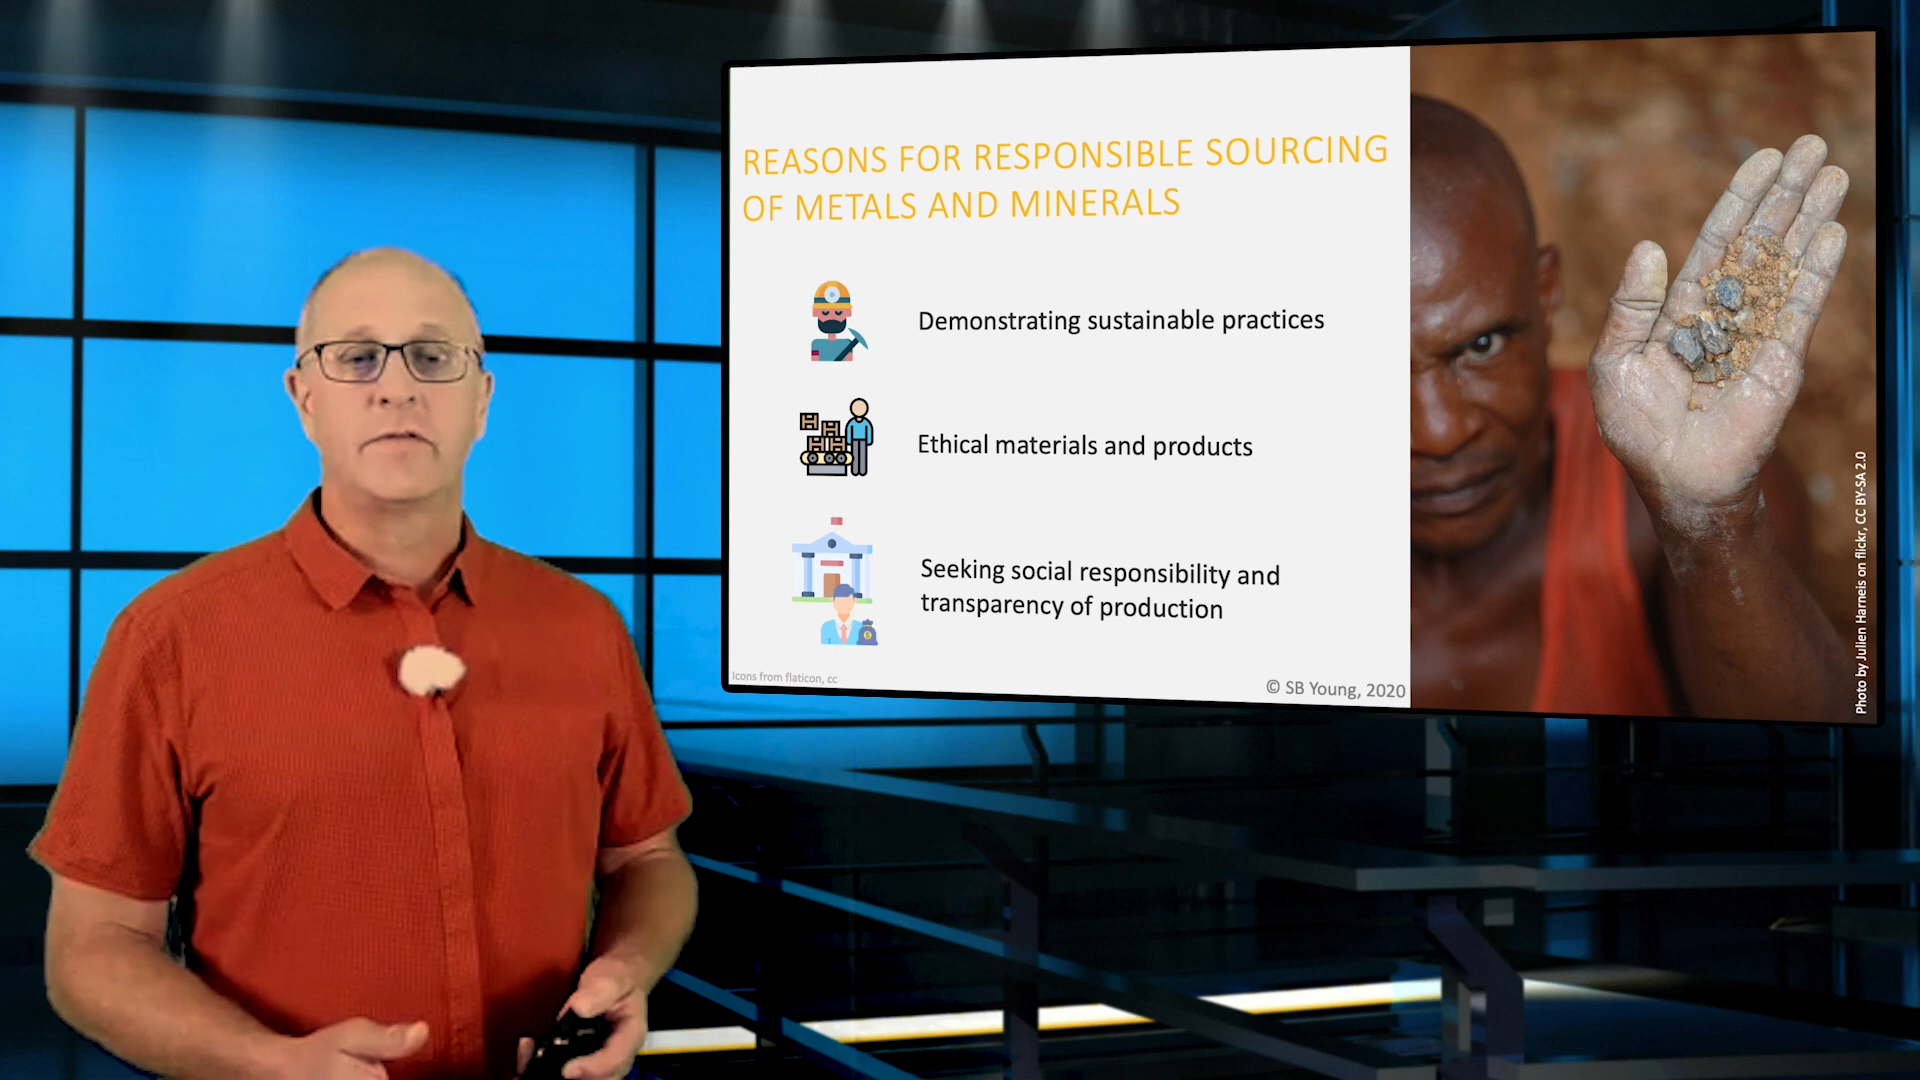 REASONS FOR RESPONSIBLE SOURCING
OF METALS AND MINERALS
Demonstrating sustainable practices
Ethical materials and products
Seeking social responsibility and
transparency of production
Icons from flaticon, cc
© SB Young, 2020
Photo by Julien Harneis on flickr, CC BY-SA 2.0